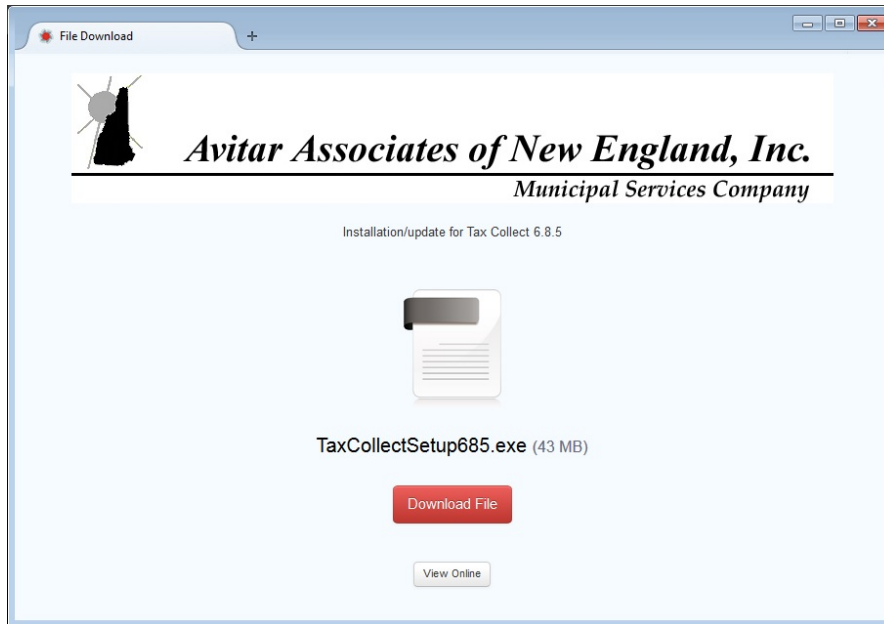 File Download
Avitar Associates of New England, Inc.
Municipal Services Company
Installation/update for Tax Collect 6.8.5
TaxCollectSetup685.exe (43 MB)
Download File
View Online